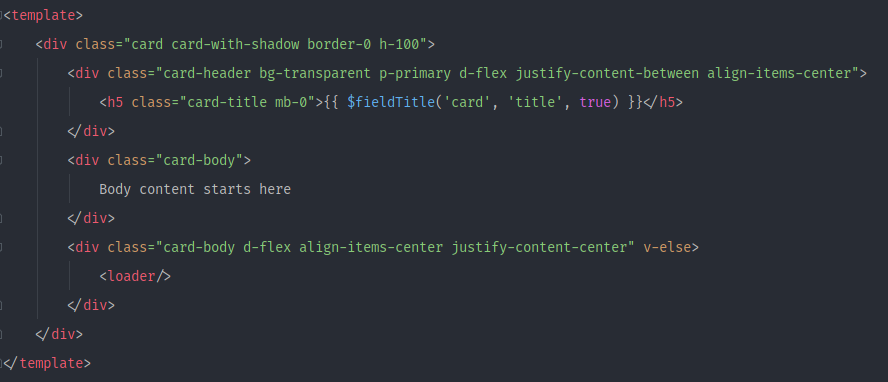 <template>
<div class="card card-with-shadow border-0 h-100">
<div class="card-header bg-transparent p-primary d-flex justify-content-between align-items-center">
<h5 class="card-title mb-0">{{ $fieldTitle('card', 'title', true) }}</h5>
</div>
<div class="card-body">
Body content starts here
</div>
<div class="card-body d-flex align-items-center justify-content-center" v-else>
<loader/>
</div>
</div>
</template>